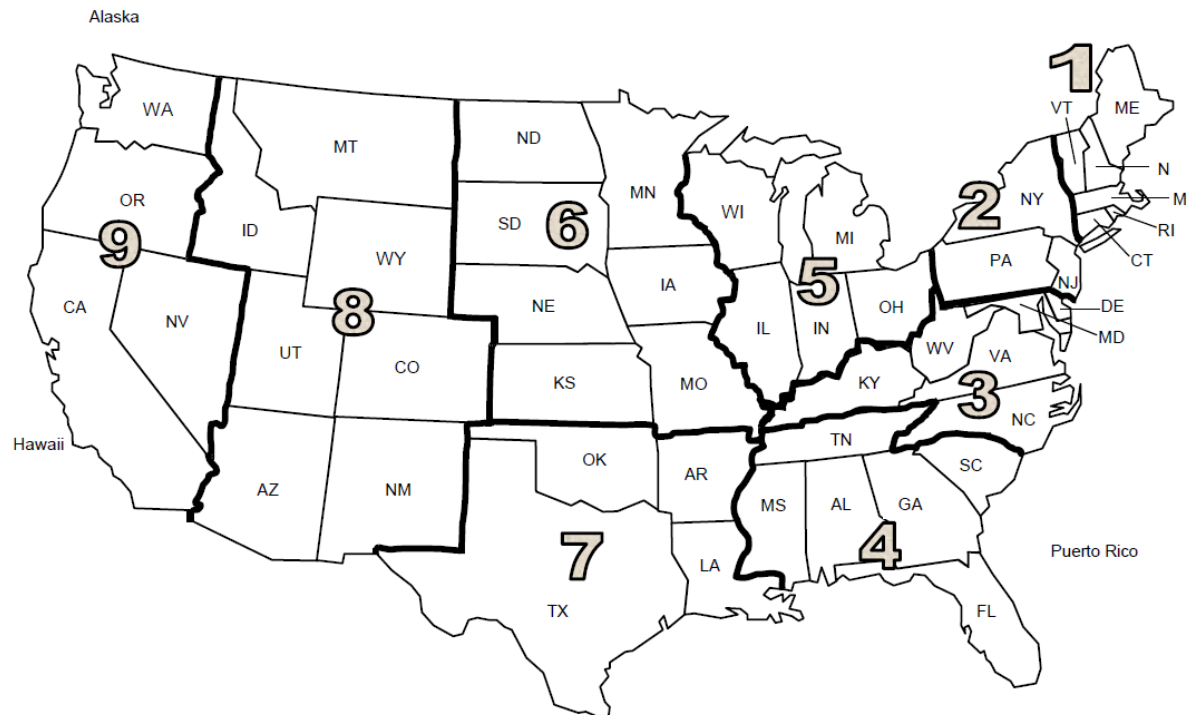 Alaska
1
WA
VT
ME
MT
ND
N
OR
MN
2
NY
M
ID
SD
6
WI
RI
9
WY
MI
PA
CT
CA
NV
8
NE
IA
5
NJ
DE
UT
CO
IL
IN
OH
MD
WV
VA
KS
MO
KY
3
NC
Hawaii
TN
OK
AR
SC
AZ
NM
MS
AL
GA
7
4
Puerto Rico
LA
TX
FL